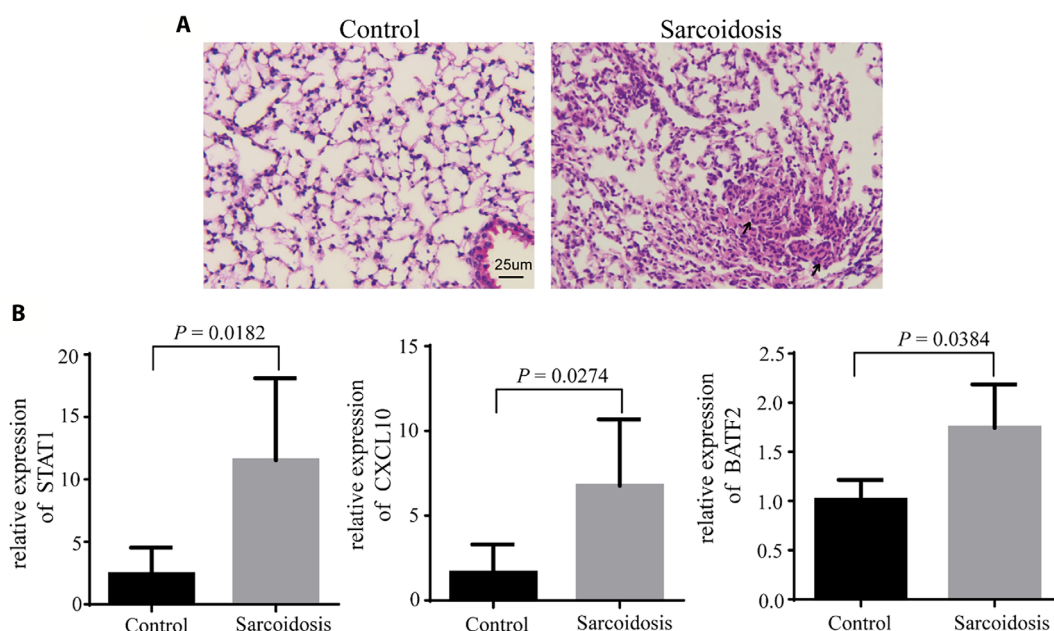 A
Control
Sarcoidosis
25um
B
P = 0.0182
20
15
10
5
0
relative expression
of STAT1
Control
Sarcoidosis
P = 0.0274
15
10
5
0
relative expression
of CXCL10
Control
Sarcoidosis
P = 0.0384
2.5
2.0
1.5
1.0
0.5
0.0
relative expression
of BATF2
Control
Sarcoidosis